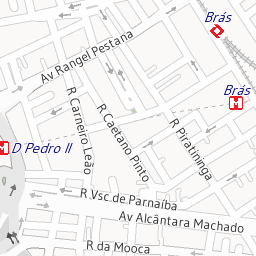 Brás
Av Rangel Pestana
Brás
R Carneiro Leão
R Caetano Pinto
R Piratininga
D Pedro II
R Vsc de Parnaíba
Av Alcântara Machado
R da Mooca